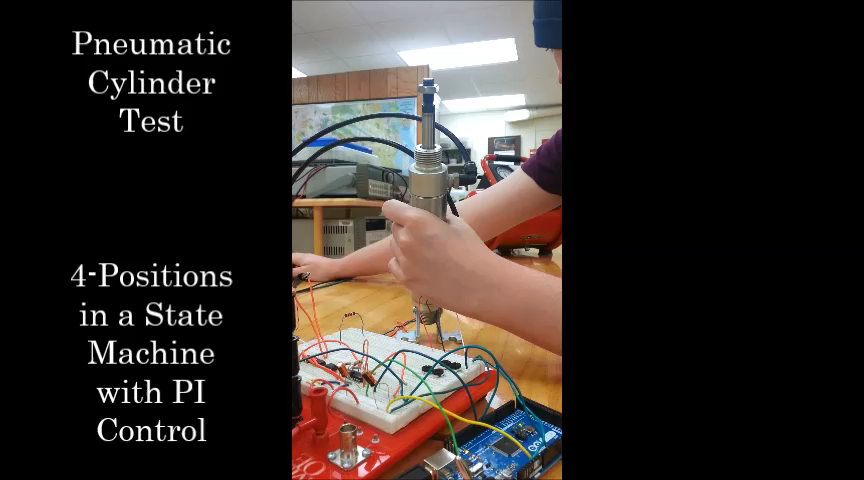 Pneumatic
Cylinder
Test
4-Positions
in a State
Machine
with PI
Control